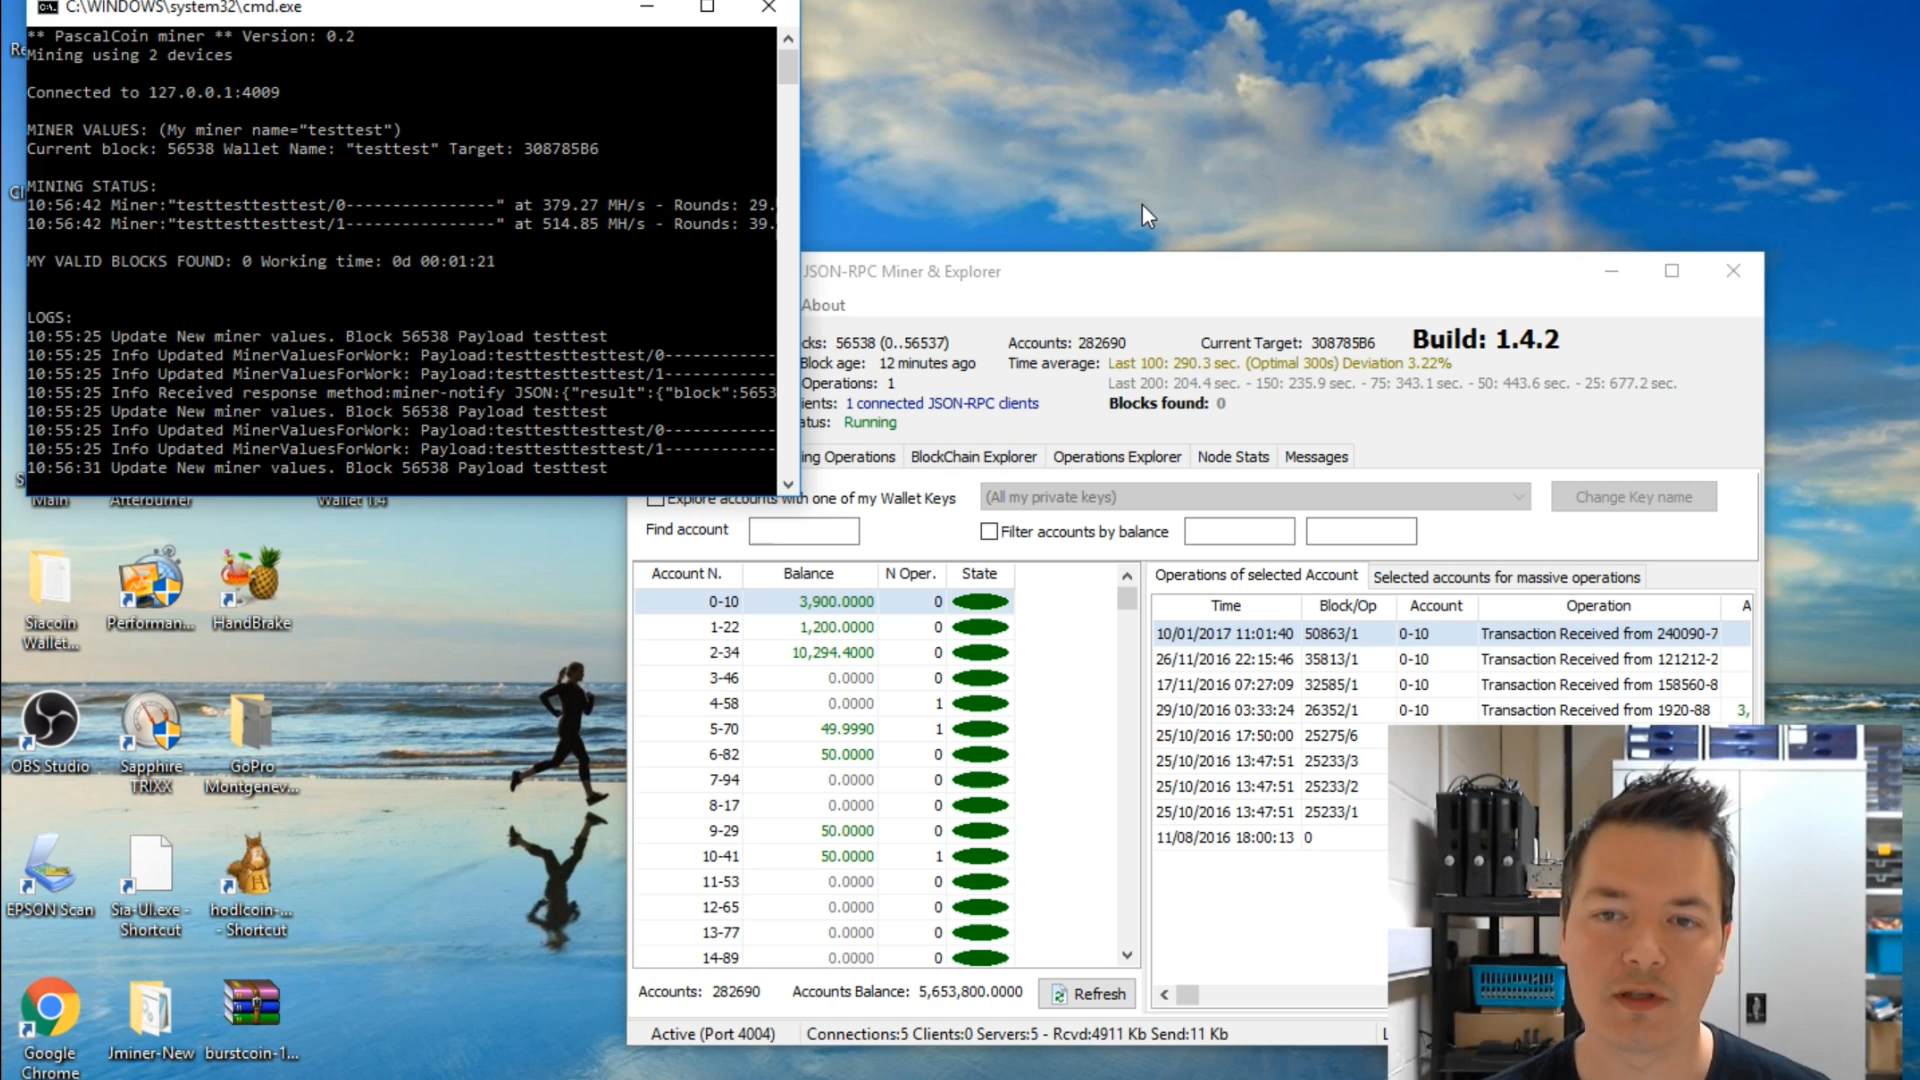 C:\WINDOWS\system32\cmd.exe
** PascalCoin miner ** Version: 0.2
Mining using 2 devices
Connected to 127.0.0.1:4009
MINER VALUES: (My miner name="testtest")
Current block: 56538 Wallet Name: "testtest" Target: 308785B6
MINING STATUS:
10:56:42 Miner:"testtesttesttest/0----------------" at 379.27 MH/s - Rounds: 29.
10:56:42 Miner:"testtesttesttest/1----------------" at 514.85 MH/s - Rounds: 39.
MY VALID BLOCKS FOUND: 0 Working time: 0d 00:01:21
LOGS:
10:55:25 Update New miner values. Block 56538 Payload testtest
10:55:25 Info Updated MinerValuesForWork: Payload:testtesttesttest/0------------
10:55:25 Info Updated MinerValuesForWork: Payload:testtesttesttest/1------------
10:55:25 Info Received response method:miner-notify JSON:{"result":{"block":5653
10:55:25 Update New miner values. Block 56538 Payload testtest
10:55:25 Info Updated MinerValuesForWork: Payload:testtesttesttest/0------------
10:55:25 Info Updated MinerValuesForWork: Payload:testtesttesttest/1------------
10:56:31 Update New miner values. Block 56538 Payload testtest
JSON-RPC Miner & Explorer
About
cks: 56538 (0..56537) Accounts: 282690 Current Target: 308785B6 Build: 1.4.2
Block age: 12 minutes ago Time average: Last 100: 290.3 sec. (Optimal 300s) Deviation 3.22%
Operations: 1 Last 200: 204.4 sec. - 150: 235.9 sec. - 75: 343.1 sec. - 50: 443.6 sec. - 25: 677.2 sec.
ients: 1 connected JSON-RPC clients Blocks found: 0
atus: Running
ing Operations BlockChain Explorer Operations Explorer Node Stats Messages
Explore accounts with one of my Wallet Keys (All my private keys) Change Key name
Find account Filter accounts by balance
Account N. Balance N Oper. State
0-10 3,900.0000 0
1-22 1,200.0000 0
2-34 10,294.4000 0
3-46 0.0000 0
4-58 0.0000 1
5-70 49.9990 1
6-82 50.0000 0
7-94 0.0000 0
8-17 0.0000 0
9-29 50.0000 0
10-41 50.0000 1
11-53 0.0000 0
12-65 0.0000 0
13-77 0.0000 0
14-89 0.0000 0
Operations of selected Account Selected accounts for massive operations
Time Block/Op Account Operation A
10/01/2017 11:01:40 50863/1 0-10 Transaction Received from 240090-7
26/11/2016 22:15:46 35813/1 0-10 Transaction Received from 121212-2
17/11/2016 07:27:09 32585/1 0-10 Transaction Received from 158560-8
29/10/2016 03:33:24 26352/1 0-10 Transaction Received from 1920-88 3,
25/10/2016 17:50:00 25275/6
25/10/2016 13:47:51 25233/3
25/10/2016 13:47:51 25233/2
25/10/2016 13:47:51 25233/1
11/08/2016 18:00:13 0
Accounts: 282690 Accounts Balance: 5,653,800.0000 Refresh
Active (Port 4004) Connections:5 Clients:0 Servers:5 - Rcvd:4911 Kb Send:11 Kb
Main Afterburner Wallet 1.4
Siacoin Wallet...
Performan...
HandBrake
OBS Studio
Sapphire TRIXX
GoPro Montgenev...
EPSON Scan
Sia-UI.exe - Shortcut
hodlcoin-... - Shortcut
Google Chrome
Jminer-New
burstcoin-1...